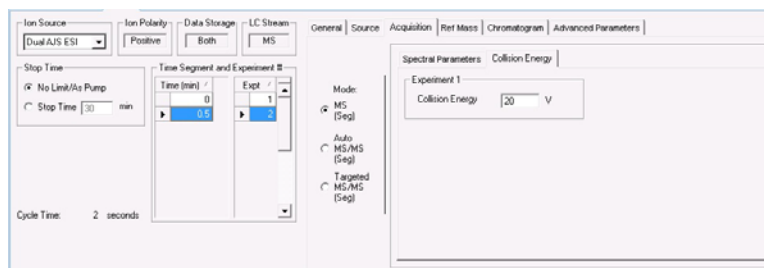 Ion Source
Dual AJS ESI
Ion Polarity
Positive
Data Storage
Both
LC Stream
MS
Stop Time
No Limit/As Pump
Stop Time 30 min
Cycle Time: 2 seconds
Time Segment and Experiment #
Time (min) / Expt /
0 1
0.5 2
General Source Acquisition Ref Mass Chromatogram Advanced Parameters
Mode:
MS
(Seg)
Auto
MS/MS
(Seg)
Targeted
MS/MS
(Seg)
Spectral Parameters Collision Energy
Experiment 1
Collision Energy 20 V